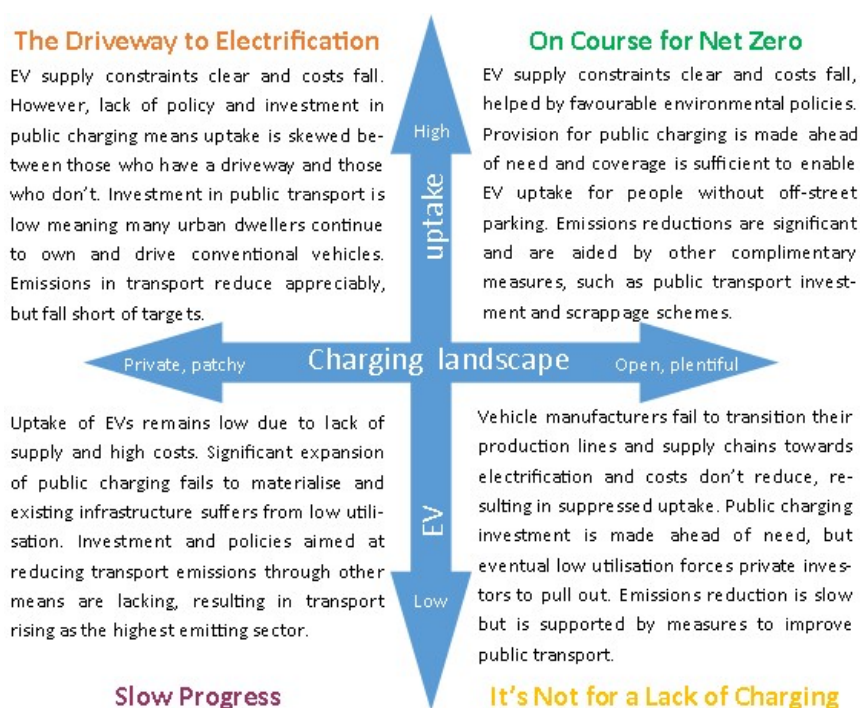 The Driveway to Electrification
EV supply constraints clear and costs fall.
However, lack of policy and investment in
public charging means uptake is skewed be-
tween those who have a driveway and those
who don't. Investment in public transport is
low meaning many urban dwellers continue
to own and drive conventional vehicles.
Emissions in transport reduce appreciably,
but fall short of targets.
On Course for Net Zero
EV supply constraints clear and costs fall,
helped by favourable environmental policies.
Provision for public charging is made ahead
of need and coverage is sufficient to enable
EV uptake for people without off-street
parking. Emissions reductions are significant
and are aided by other complimentary
measures, such as public transport invest-
ment and scrappage schemes.
High
EV uptake
Low
Private, patchy
Charging landscape
Open, plentiful
Uptake of EVs remains low due to lack of
supply and high costs. Significant expansion
of public charging fails to materialise and
existing infrastructure suffers from low utili-
sation. Investment and policies aimed at
reducing transport emissions through other
means are lacking, resulting in transport
rising as the highest emitting sector.
Slow Progress
Vehicle manufacturers fail to transition their
production lines and supply chains towards
electrification and costs don't reduce, re-
sulting in suppressed uptake. Public charging
investment is made ahead of need, but
eventual low utilisation forces private inves-
tors to pull out. Emissions reduction is slow
but is supported by measures to improve
public transport.
It's Not for a Lack of Charging